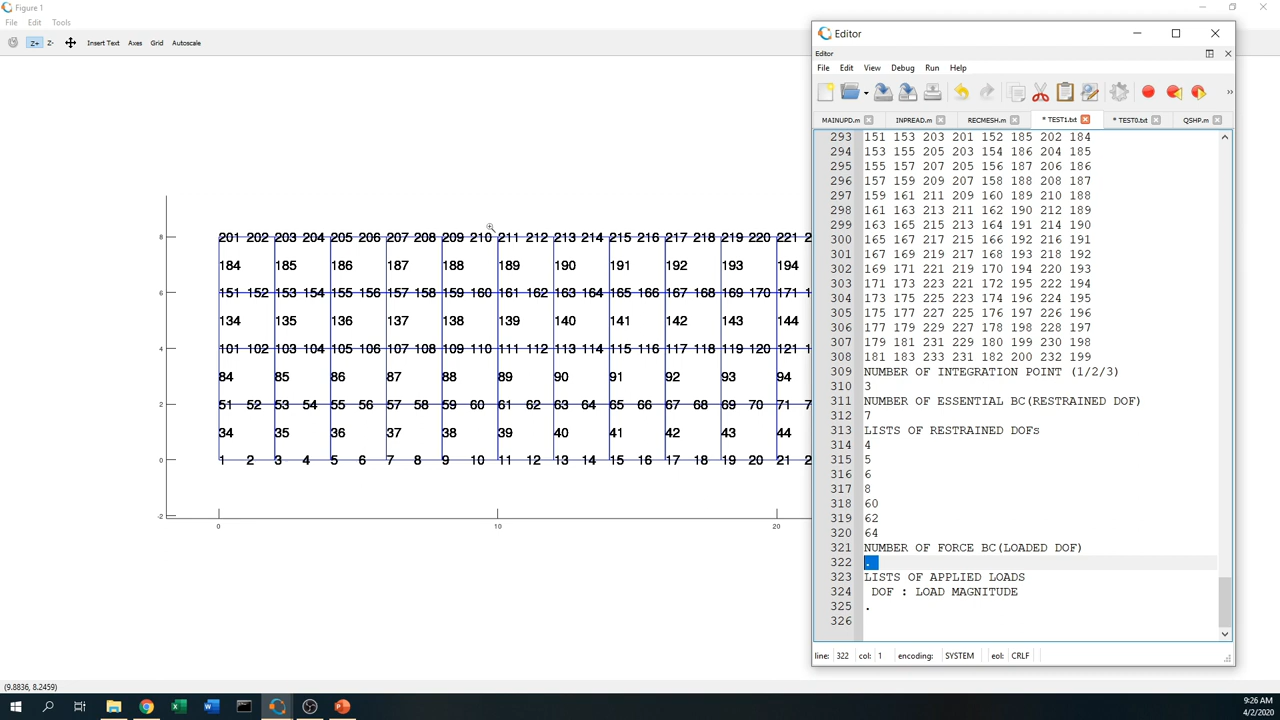 Figure 1
File Edit Tools
Z+ Z- Insert Text Axes Grid Autoscale
201 202 203 204 205 206 207 208 209 210 211 212 213 214 215 216 217 218 219 220 221 2
8
184 185 186 187 188 189 190 191 192 193 194
151 152 153 154 155 156 157 158 159 160 161 162 163 164 165 166 167 168 169 170 171 1
6
134 135 136 137 138 139 140 141 142 143 144
101 102 103 104 105 106 107 108 109 110 111 112 113 114 115 116 117 118 119 120 121 1
4
84 85 86 87 88 89 90 91 92 93 94
51 52 53 54 55 56 57 58 59 60 61 62 63 64 65 66 67 68 69 70 71 7
2
34 35 36 37 38 39 40 41 42 43 44
1 2 3 4 5 6 7 8 9 10 11 12 13 14 15 16 17 18 19 20 21 2
0
-2
0 10 20
(9.8836, 8.2459)
Editor
Editor
File Edit View Debug Run Help
MAINUPD.m INPREAD.m RECMESH.m * TEST1.txt * TEST0.txt QSHP.m
293 151 153 203 201 152 185 202 184
294 153 155 205 203 154 186 204 185
295 155 157 207 205 156 187 206 186
296 157 159 209 207 158 188 208 187
297 159 161 211 209 160 189 210 188
298 161 163 213 211 162 190 212 189
299 163 165 215 213 164 191 214 190
300 165 167 217 215 166 192 216 191
301 167 169 219 217 168 193 218 192
302 169 171 221 219 170 194 220 193
303 171 173 223 221 172 195 222 194
304 173 175 225 223 174 196 224 195
305 175 177 227 225 176 197 226 196
306 177 179 229 227 178 198 228 197
307 179 181 231 229 180 199 230 198
308 181 183 233 231 182 200 232 199
309 NUMBER OF INTEGRATION POINT (1/2/3)
310 3
311 NUMBER OF ESSENTIAL BC(RESTRAINED DOF)
312 7
313 LISTS OF RESTRAINED DOFs
314 4
315 5
316 6
317 8
318 60
319 62
320 64
321 NUMBER OF FORCE BC(LOADED DOF)
322 .
323 LISTS OF APPLIED LOADS
324 DOF : LOAD MAGNITUDE
325 .
326
line: 322 col: 1 encoding: SYSTEM eol: CRLF
9:26 AM
4/2/2020